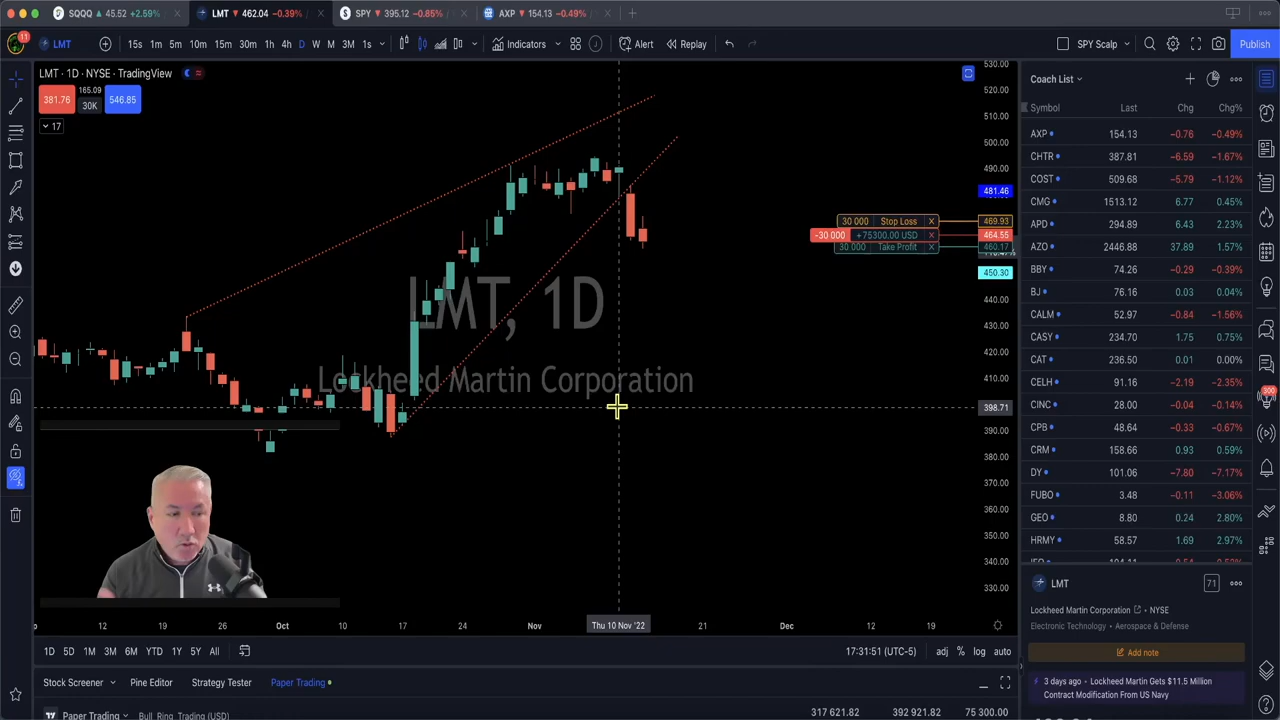 SQQQ ▲ 45.52 +2.59%
LMT ▼ 462.04 −0.39%
SPY ▼ 395.12 −0.85%
AXP ▼ 154.13 −0.49%
11
LMT
15s 1m 5m 10m 15m 30m 1h 4h D W M 3M 1s
Indicators
Alert
Replay
SPY Scalp
Publish
LMT · 1D · NYSE · TradingView
381.76
165.09
30K
546.85
17
LMT, 1D
Lockheed Martin Corporation
530.00
520.00
510.00
500.00
490.00
481.46
30 000 Stop Loss × 469.93
-30 000 +75300.00 USD × 464.55
30 000 Take Profit × 460.17
450.30
440.00
430.00
420.00
410.00
398.71
390.00
380.00
370.00
360.00
350.00
340.00
330.00
12 19 26 Oct 10 17 24 Nov Thu 10 Nov '22 21 Dec 12 19
1D 5D 1M 3M 6M YTD 1Y 5Y All
17:31:51 (UTC-5)
adj % log auto
Stock Screener
Pine Editor
Strategy Tester
Paper Trading
Paper Trading
Bull_Ring_Trading (USD)
317 621.82 392 921.82 75 300.00
Coach List
Symbol Last Chg Chg%
AXP 154.13 −0.76 −0.49%
CHTR 387.81 −6.59 −1.67%
COST 509.68 −5.79 −1.12%
CMG 1513.12 6.77 0.45%
APD 294.89 6.43 2.23%
AZO 2446.88 37.89 1.57%
BBY 74.26 −0.29 −0.39%
BJ 76.16 0.03 0.04%
CALM 52.97 −0.84 −1.56%
CASY 234.70 1.75 0.75%
CAT 236.50 0.01 0.00%
CELH 91.16 −2.19 −2.35%
CINC 28.00 −0.04 −0.14%
CPB 48.64 −0.33 −0.67%
CRM 158.66 0.93 0.59%
DY 101.06 −7.80 −7.17%
FUBO 3.48 −0.11 −3.06%
GEO 8.80 0.24 2.80%
HRMY 58.57 1.69 2.97%
300
LMT
71
Lockheed Martin Corporation • NYSE
Electronic Technology • Aerospace & Defense
Add note
3 days ago • Lockheed Martin Gets $11.5 Million
Contract Modification From US Navy